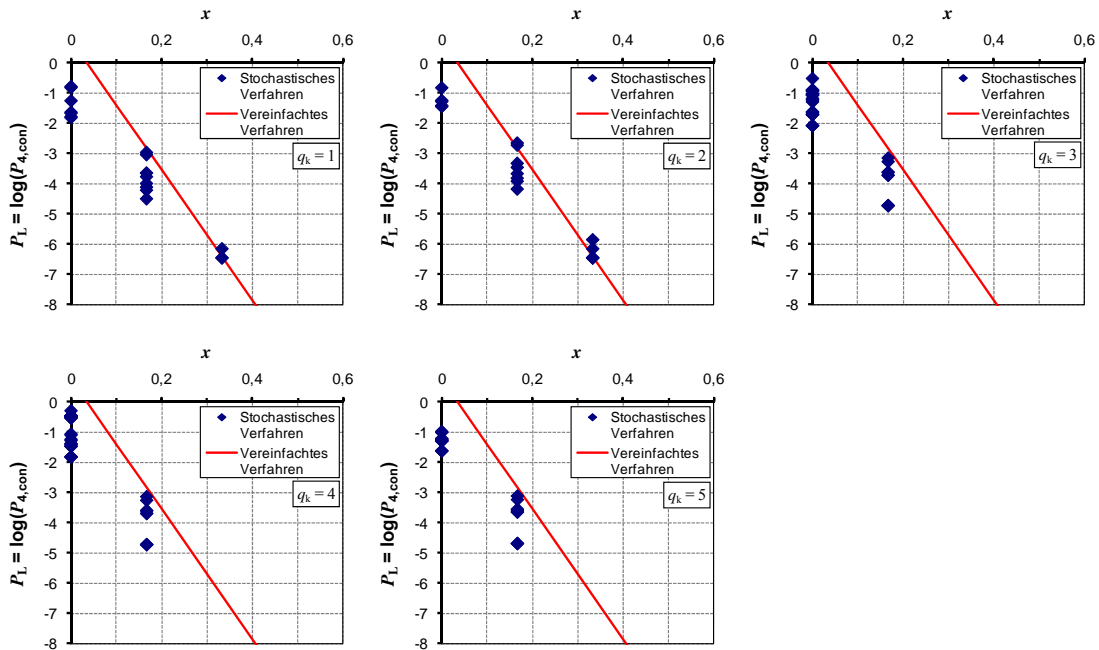 x
0 0,2 0,4 0,6
0
-1
-2
-3
-4
-5
-6
-7
-8
P_L = log(P_4,con)
Stochastisches
Verfahren
Vereinfachtes
Verfahren
q_k = 1
x
0 0,2 0,4 0,6
0
-1
-2
-3
-4
-5
-6
-7
-8
P_L = log(P_4,con)
Stochastisches
Verfahren
Vereinfachtes
Verfahren
q_k = 2
x
0 0,2 0,4 0,6
0
-1
-2
-3
-4
-5
-6
-7
-8
P_L = log(P_4,con)
Stochastisches
Verfahren
Vereinfachtes
Verfahren
q_k = 3
x
0 0,2 0,4 0,6
0
-1
-2
-3
-4
-5
-6
-7
-8
P_L = log(P_4,con)
Stochastisches
Verfahren
Vereinfachtes
Verfahren
q_k = 4
x
0 0,2 0,4 0,6
0
-1
-2
-3
-4
-5
-6
-7
-8
P_L = log(P_4,con)
Stochastisches
Verfahren
Vereinfachtes
Verfahren
q_k = 5